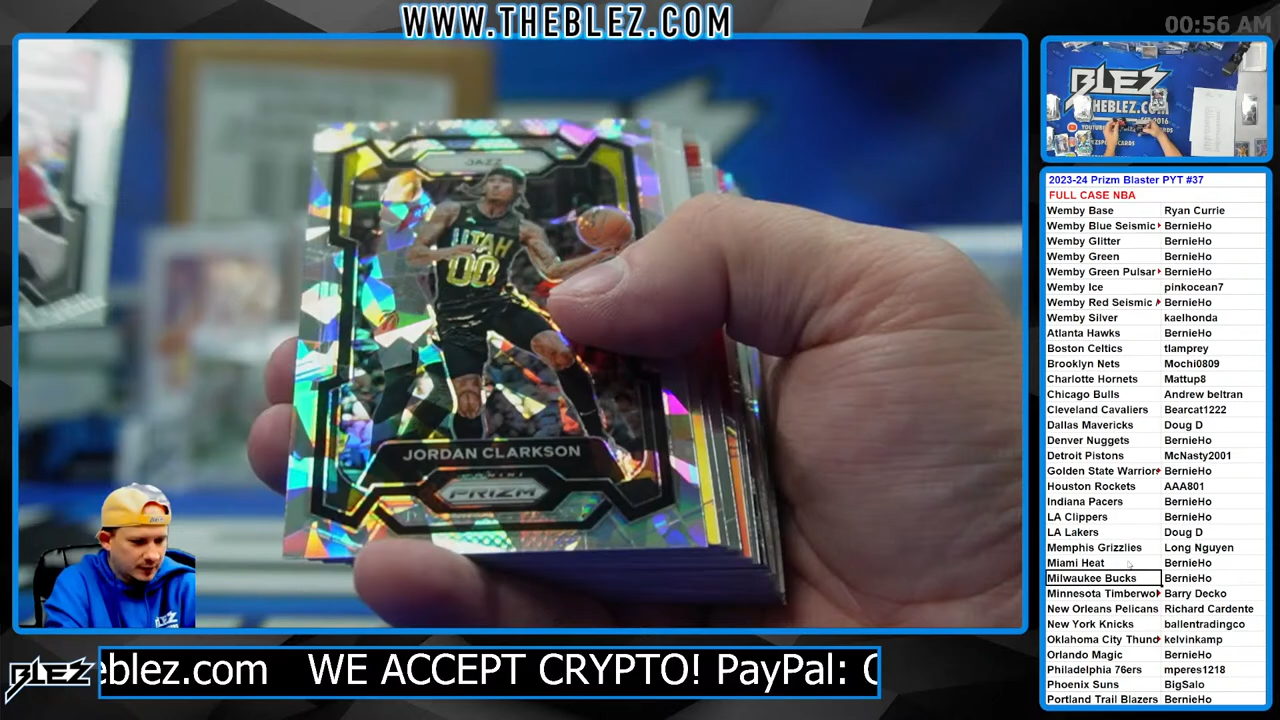 WWW.THEBLEZ.COM
00:56 AM
JAZZ
UTAH
00
JORDAN CLARKSON
PANINI
PRIZM
BLEZ
THEBLEZ.COM
2023-24 Prizm Blaster PYT #37
FULL CASE NBA
Wemby Base Ryan Currie
Wemby Blue Seismic BernieHo
Wemby Glitter BernieHo
Wemby Green BernieHo
Wemby Green Pulsar BernieHo
Wemby Ice pinkocean7
Wemby Red Seismic BernieHo
Wemby Silver kaelhonda
Atlanta Hawks BernieHo
Boston Celtics tlamprey
Brooklyn Nets Mochi0809
Charlotte Hornets Mattup8
Chicago Bulls Andrew beltran
Cleveland Cavaliers Bearcat1222
Dallas Mavericks Doug D
Denver Nuggets BernieHo
Detroit Pistons McNasty2001
Golden State Warrior BernieHo
Houston Rockets AAA801
Indiana Pacers BernieHo
LA Clippers BernieHo
LA Lakers Doug D
Memphis Grizzlies Long Nguyen
Miami Heat BernieHo
Milwaukee Bucks BernieHo
Minnesota Timberwo Barry Decko
New Orleans Pelicans Richard Cardente
New York Knicks ballentradingco
Oklahoma City Thund kelvinkamp
Orlando Magic BernieHo
Philadelphia 76ers mperes1218
Phoenix Suns BigSalo
Portland Trail Blazers BernieHo
BLEZ
eblez.com WE ACCEPT CRYPTO! PayPal: C